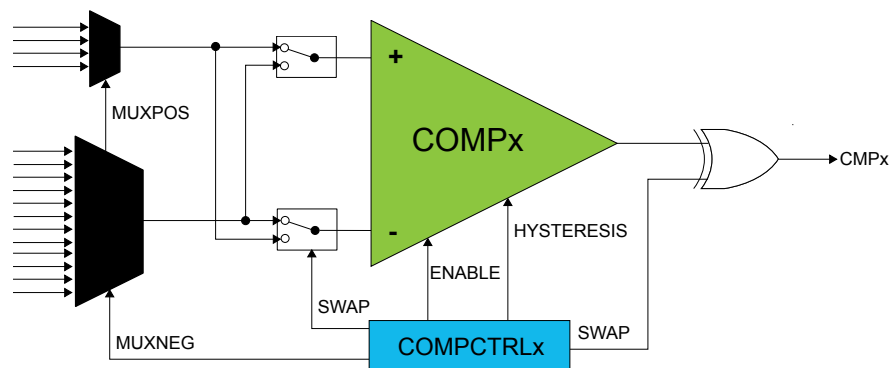 +
MUXPOS
COMPx
CMPx
-
HYSTERESIS
ENABLE
SWAP
SWAP
MUXNEG
COMPCTRLx